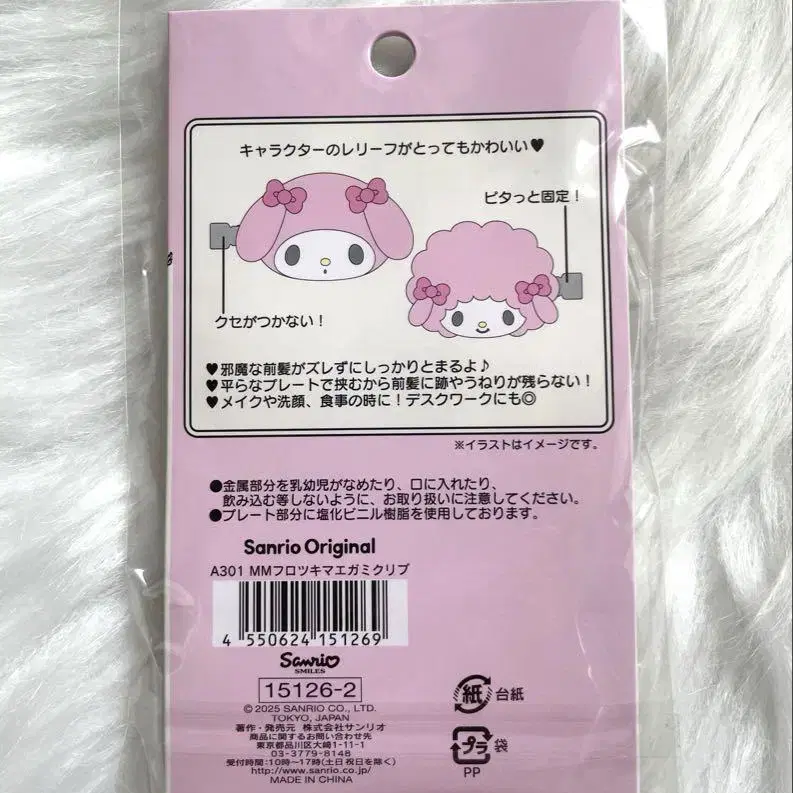 キャラクターのレリーフがとってもかわいい♥
ピタっと固定！
クセがつかない！
♥邪魔な前髪がズレずにしっかりとまるよ♪
♥平らなプレートで挟むから前髪に跡やうねりが残らない！
♥メイクや洗顔、食事の時に！デスクワークにも◎
※イラストはイメージです。
●金属部分を乳幼児がなめたり、口に入れたり、
飲み込む等しないように、お取り扱いに注意してください。
●プレート部分に塩化ビニル樹脂を使用しております。
Sanrio Original
A301 MMフロツキマエガミクリプ
4 550624 151269
Sanrio
SMILES
15126-2
© 2025 SANRIO CO., LTD.
TOKYO, JAPAN
著作・発売元 株式会社サンリオ
商品に関するお問い合わせ先
東京都品川区大崎1-11-1
03-3779-8148
受付時間:10時〜17時(土日祝日を除く)
http://www.sanrio.co.jp/
MADE IN CHINA
紙 台紙
プラ 袋
PP